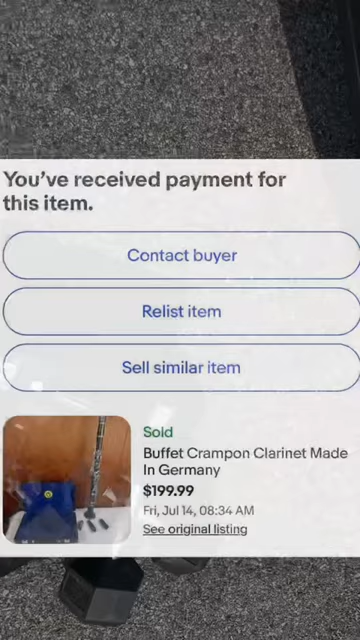 You've received payment for
this item.
Contact buyer
Relist item
Sell similar item
Sold
Buffet Crampon Clarinet Made
In Germany
$199.99
Fri, Jul 14, 08:34 AM
See original listing